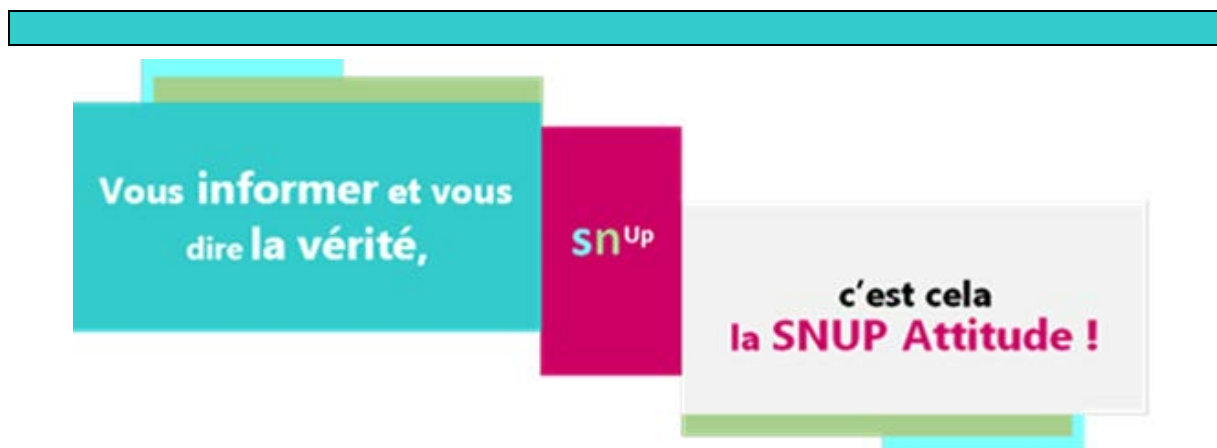 Vous informer et vous
dire la vérité,
snUp
c'est cela
la SNUP Attitude !